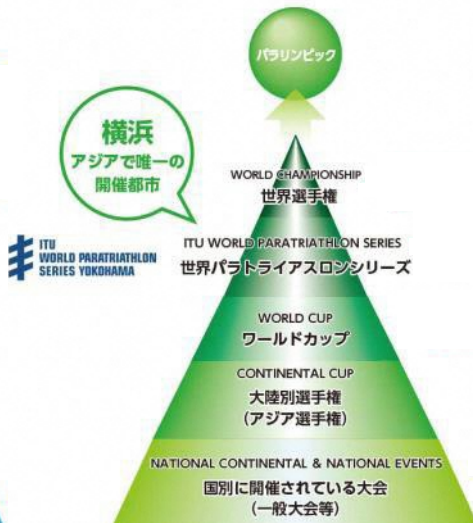 パラリンピック
横浜
アジアで唯一の
開催都市
WORLD CHAMPIONSHIP
世界選手権
ITU
WORLD PARATRIATHLON
SERIES YOKOHAMA
ITU WORLD PARATRIATHLON SERIES
世界パラトライアスロンシリーズ
WORLD CUP
ワールドカップ
CONTINENTAL CUP
大陸別選手権
（アジア選手権）
NATIONAL CONTINENTAL & NATIONAL EVENTS
国別に開催されている大会
（一般大会等）